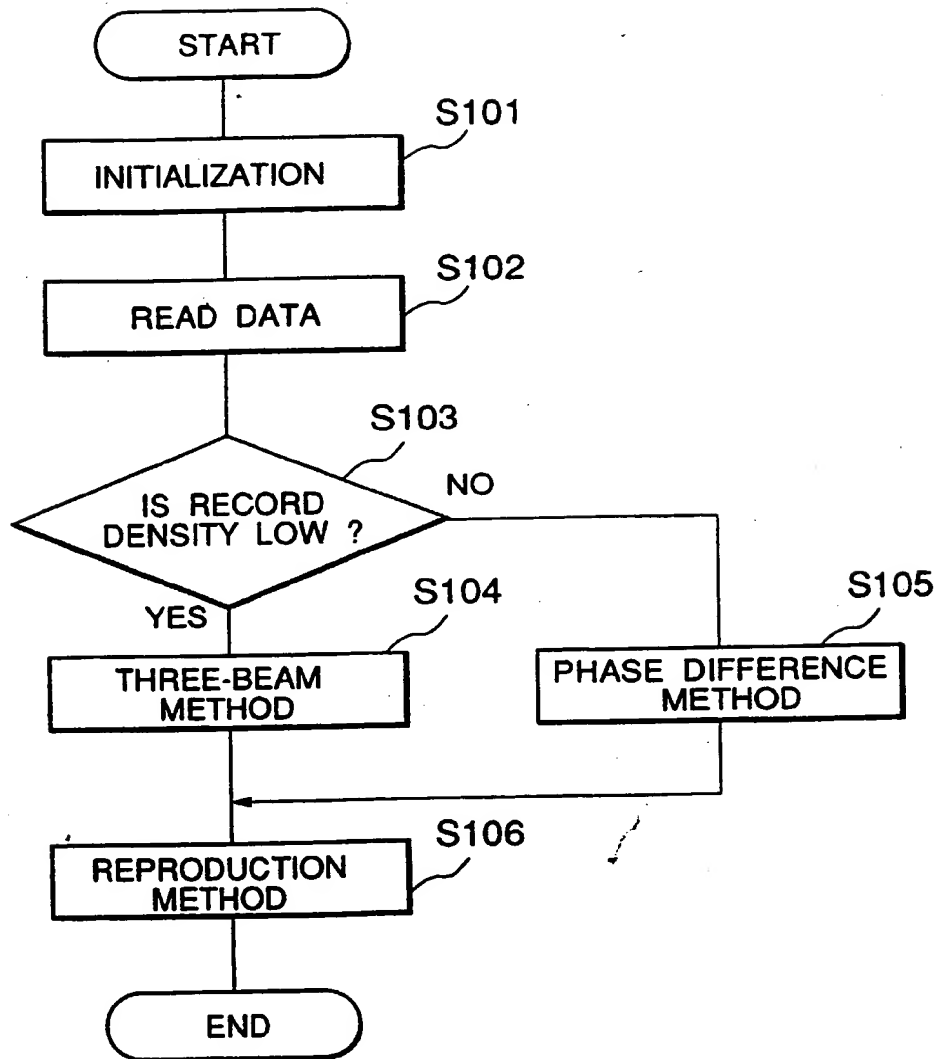 START
S101
INITIALIZATION
S102
READ DATA
S103
IS RECORD
DENSITY LOW ?
NO
YES
S104
THREE-BEAM
METHOD
S105
PHASE DIFFERENCE
METHOD
S106
REPRODUCTION
METHOD
END